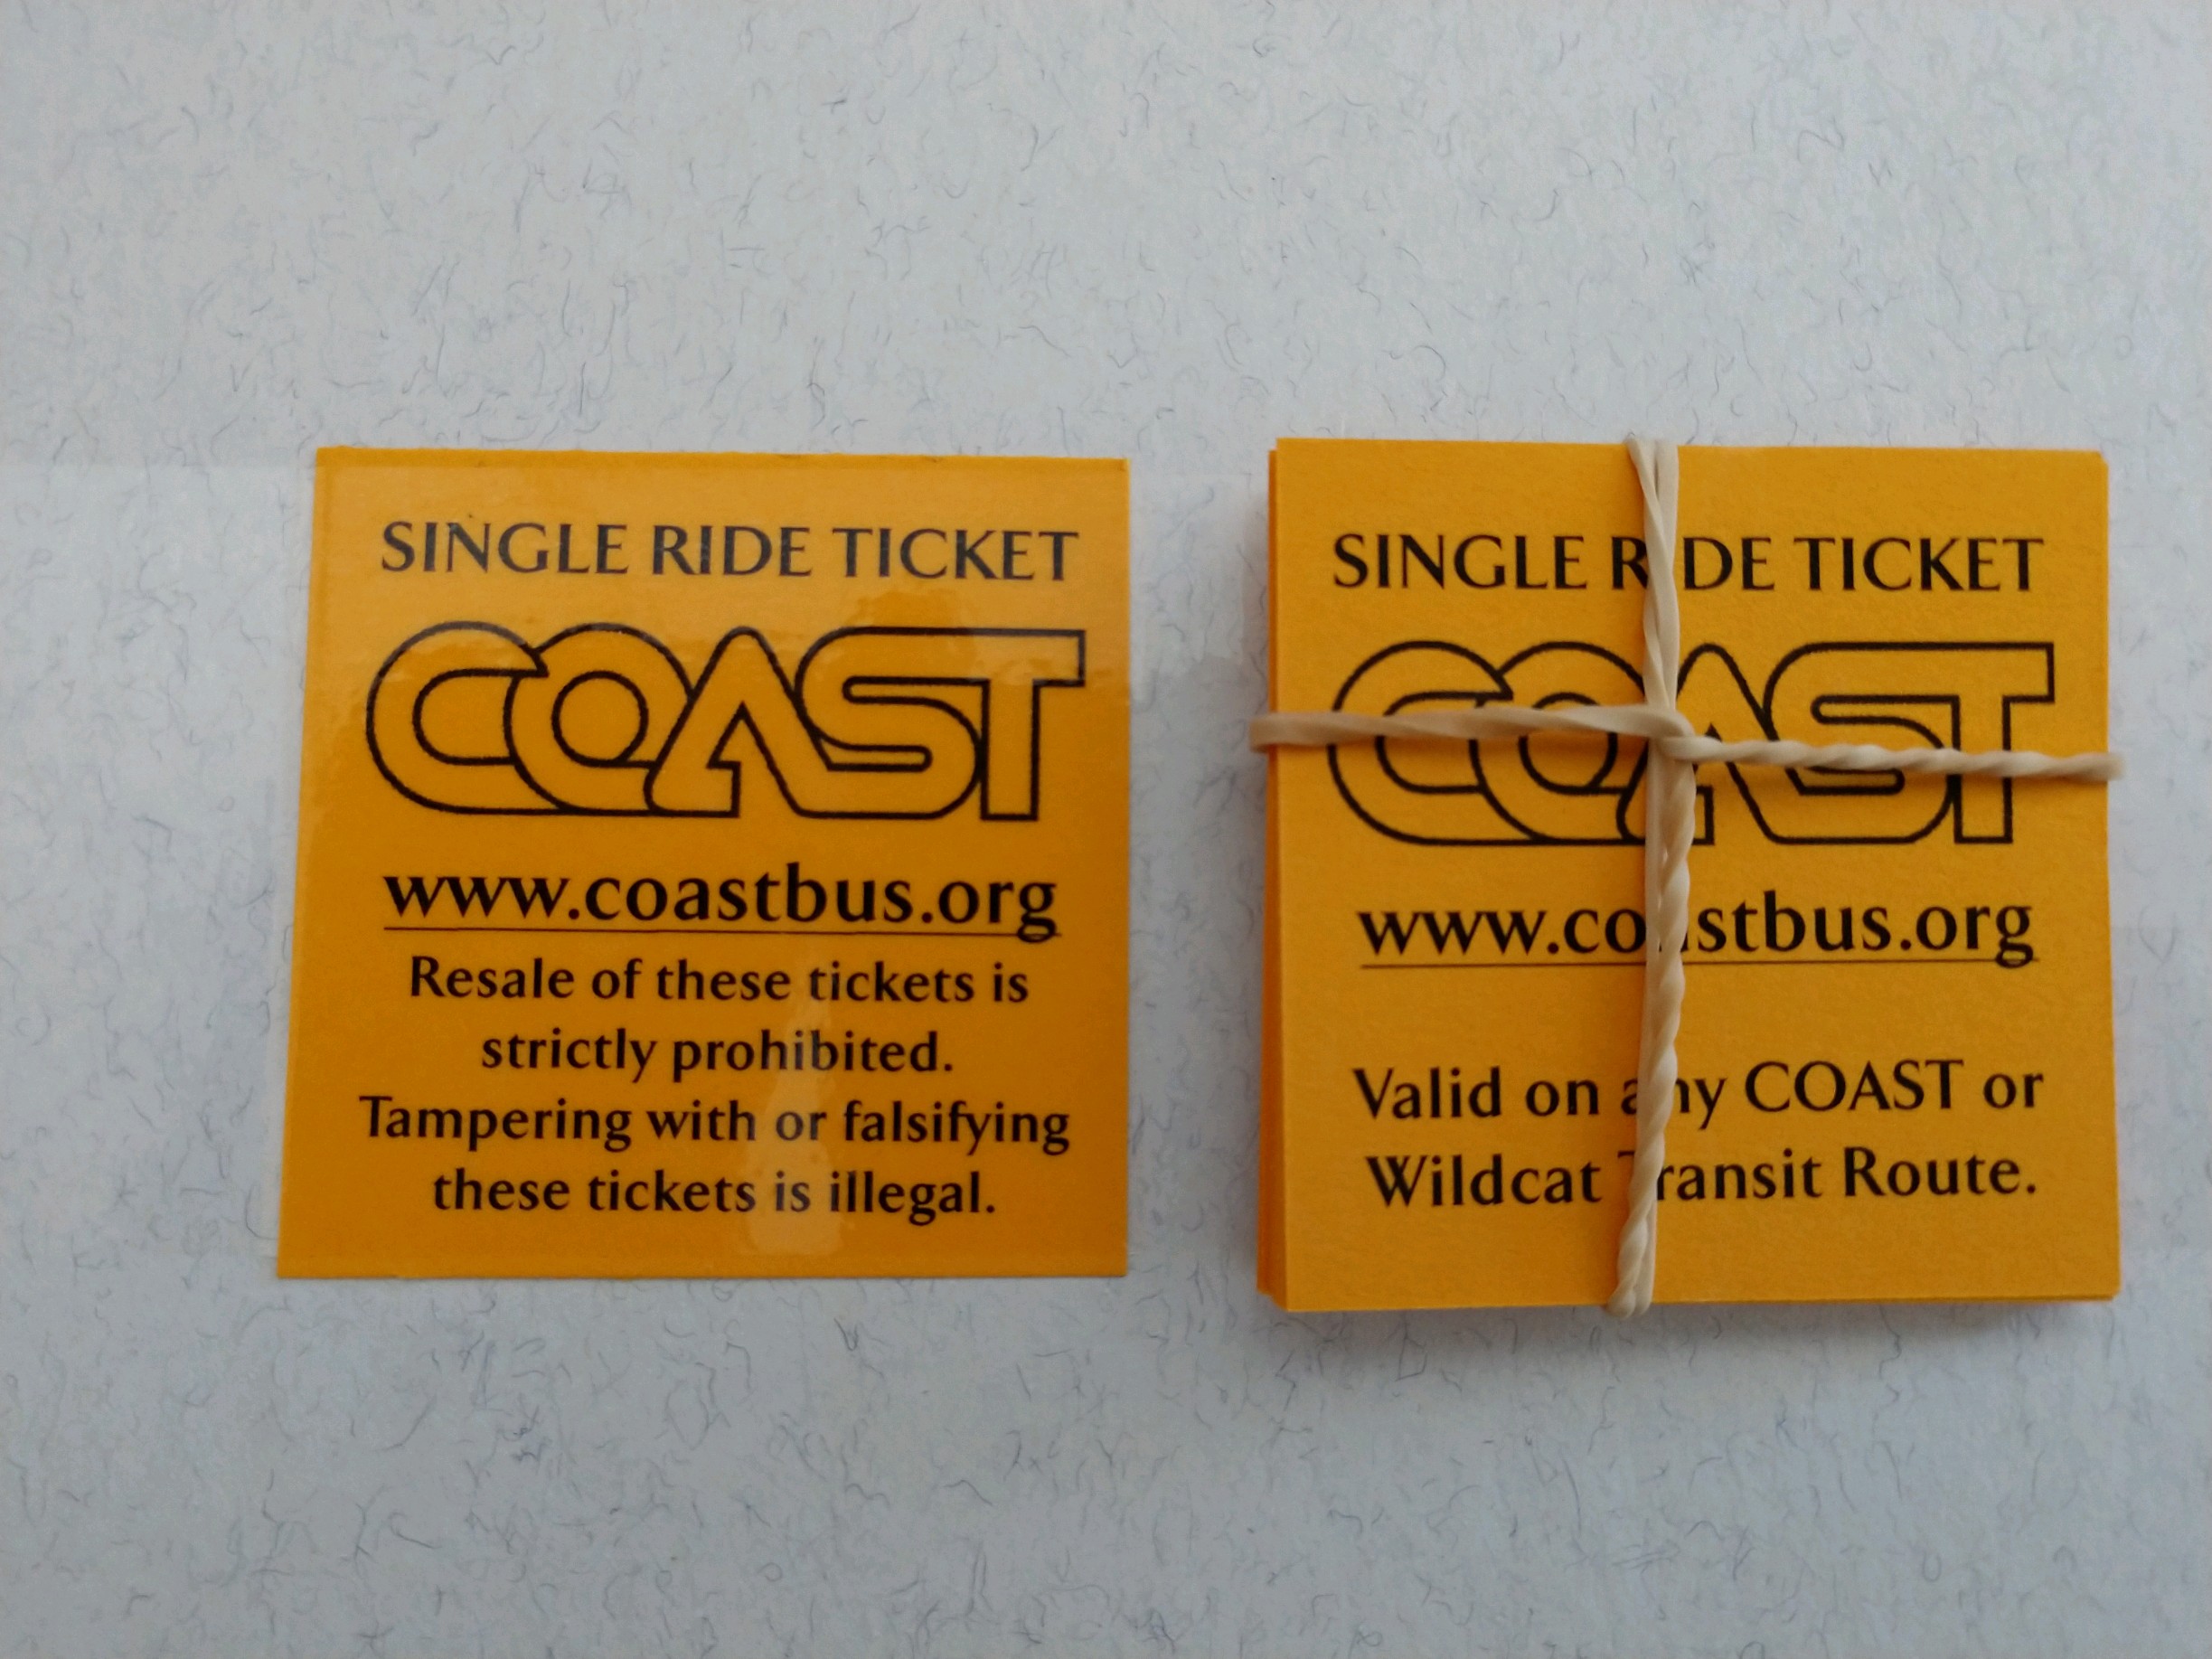 SINGLE RIDE TICKET
COAST
www.coastbus.org
Resale of these tickets is
strictly prohibited.
Tampering with or falsifying
these tickets is illegal.
SINGLE RIDE TICKET
COAST
www.coastbus.org
Valid on any COAST or
Wildcat Transit Route.